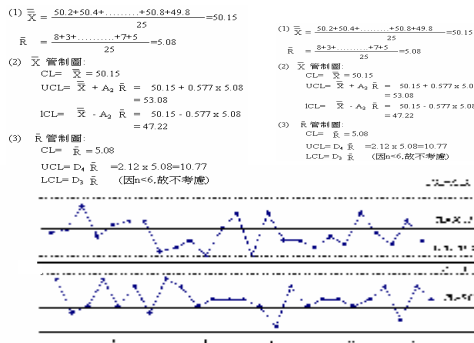 (1) X̿ = 50.2+50.4+………+50.8+49.8 / 25 =50.15
R̄ = 8+3+………+7+5 / 25 =5.08
(2) X̄ 管制圖:
CL= X̿ = 50.15
UCL= X̿ + A₂ R̄ = 50.15 + 0.577 x 5.08
= 53.08
lCL= X̿ - A₂ R̄ = 50.15 - 0.577 x 5.08
= 47.22
(3) R̄ 管制圖:
CL= R̄ = 5.08
UCL= D₄ R̄ =2.12 x 5.08=10.77
LCL= D₃ R̄ (因n<6,故不考慮)
(1) X̿ = 50.2+50.4+………+50.8+49.8 / 25 =50.15
R̄ = 8+3+………+7+5 / 25 =5.08
(2) X̄ 管制圖:
CL= X̿ = 50.15
UCL= X̿ + A₂ R̄ = 50.15 + 0.577 x 5.0
= 53.08
lCL= X̿ - A₂ R̄ = 50.15 - 0.577 x 5.08
= 47.22
(3) R̄ 管制圖:
CL= R̄ = 5.08
UCL= D₄ R̄ =2.12 x 5.08=10.77
LCL= D₃ R̄ (因n<6,故不考慮)